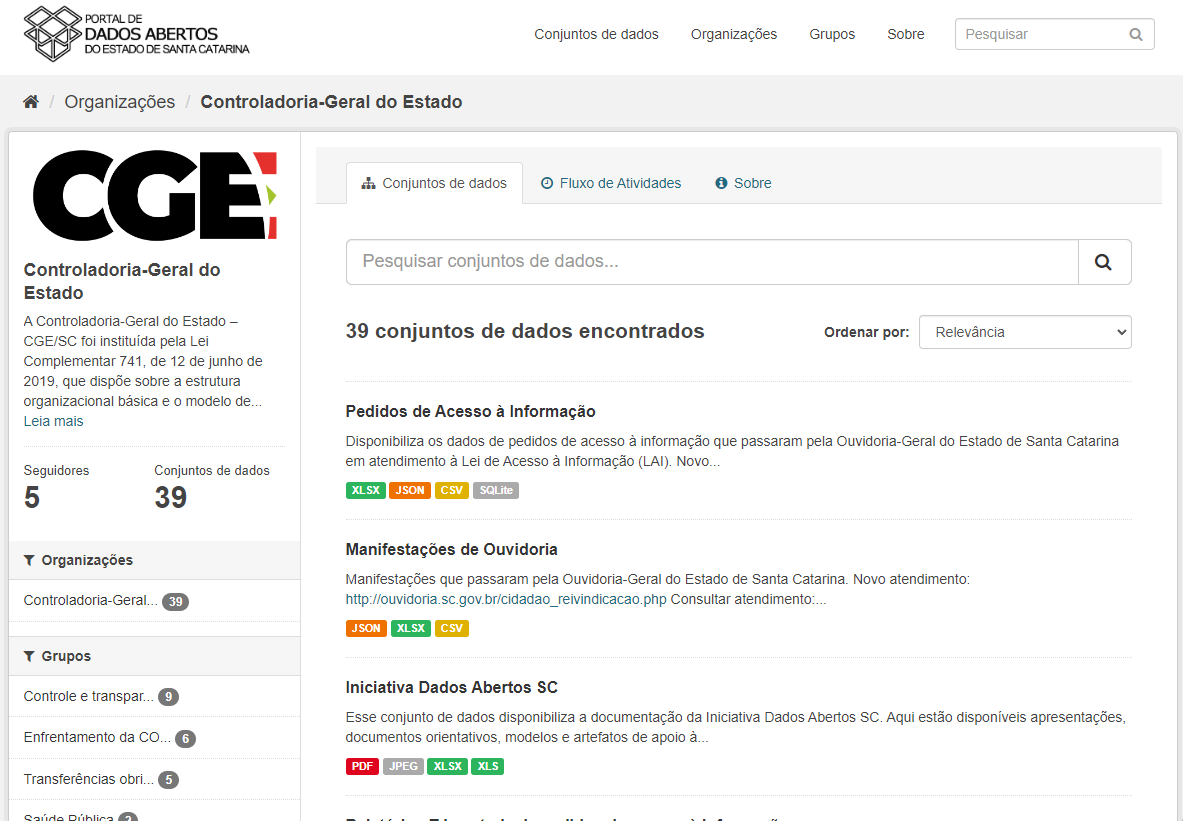 PORTAL DE
DADOS ABERTOS
DO ESTADO DE SANTA CATARINA
Conjuntos de dados Organizações Grupos Sobre Pesquisar
/ Organizações / Controladoria-Geral do Estado
CGE
Controladoria-Geral do
Estado
A Controladoria-Geral do Estado –
CGE/SC foi instituída pela Lei
Complementar 741, de 12 de junho de
2019, que dispõe sobre a estrutura
organizacional básica e o modelo de...
Leia mais
Seguidores Conjuntos de dados
5 39
Organizações
Controladoria-Geral... 39
Grupos
Controle e transpar... 9
Enfrentamento da CO... 6
Transferências obri... 5
Saúde Pública
Conjuntos de dados Fluxo de Atividades Sobre
Pesquisar conjuntos de dados...
39 conjuntos de dados encontrados Ordenar por: Relevância
Pedidos de Acesso à Informação
Disponibiliza os dados de pedidos de acesso à informação que passaram pela Ouvidoria-Geral do Estado de Santa Catarina
em atendimento à Lei de Acesso à Informação (LAI). Novo...
XLSX JSON CSV SQLite
Manifestações de Ouvidoria
Manifestações que passaram pela Ouvidoria-Geral do Estado de Santa Catarina. Novo atendimento:
http://ouvidoria.sc.gov.br/cidadao_reivindicacao.php Consultar atendimento:...
JSON XLSX CSV
Iniciativa Dados Abertos SC
Esse conjunto de dados disponibiliza a documentação da Iniciativa Dados Abertos SC. Aqui estão disponíveis apresentações,
documentos orientativos, modelos e artefatos de apoio à...
PDF JPEG XLSX XLS